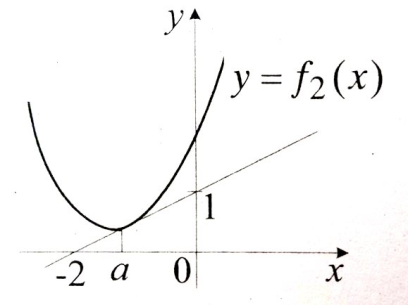 y
y = f₂(x)
1
-2 a 0 x